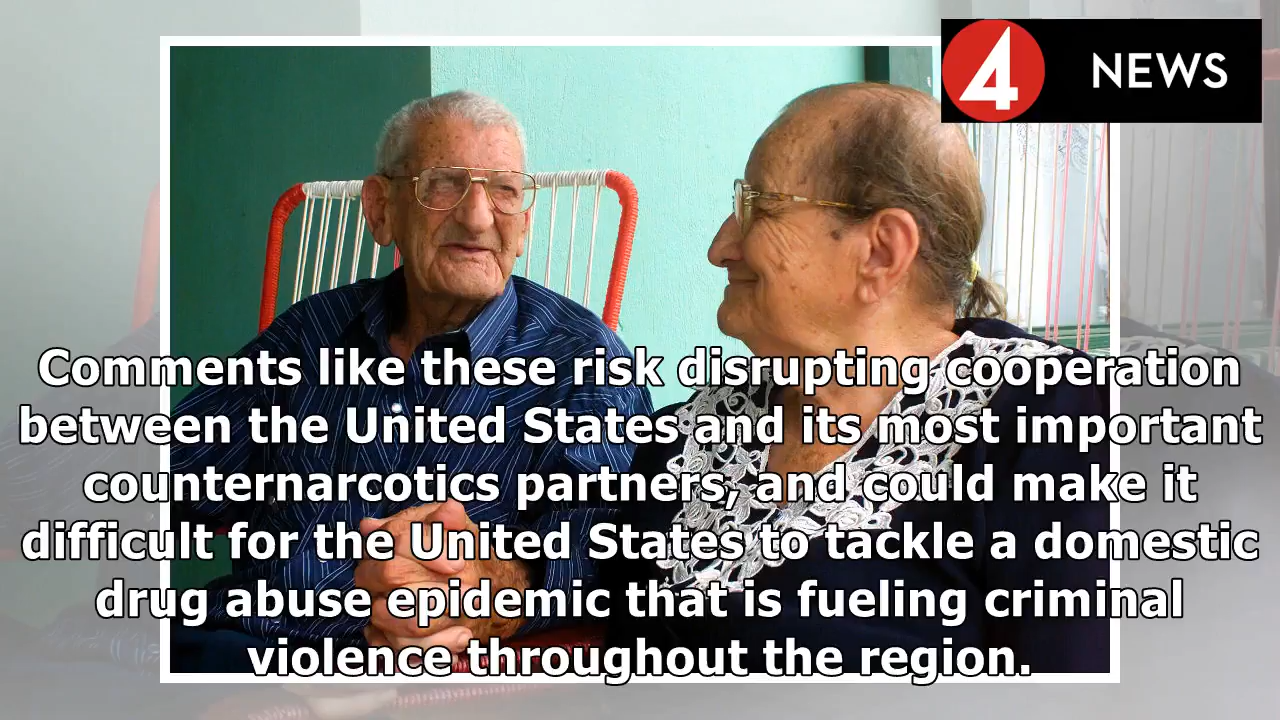 4 NEWS
Comments like these risk disrupting cooperation
between the United States and its most important
counternarcotics partners, and could make it
difficult for the United States to tackle a domestic
drug abuse epidemic that is fueling criminal
violence throughout the region.